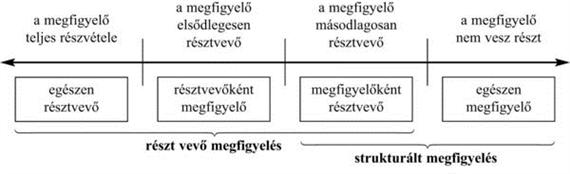 a megfigyelő
teljes részvétele
a megfigyelő
elsődlegesen
résztvevő
a megfigyelő
másodlagosan
résztvevő
a megfigyelő
nem vesz részt
egészen
résztvevő
résztvevőként
megfigyelő
megfigyelőként
résztvevő
egészen
megfigyelő
részt vevő megfigyelés
strukturált megfigyelés